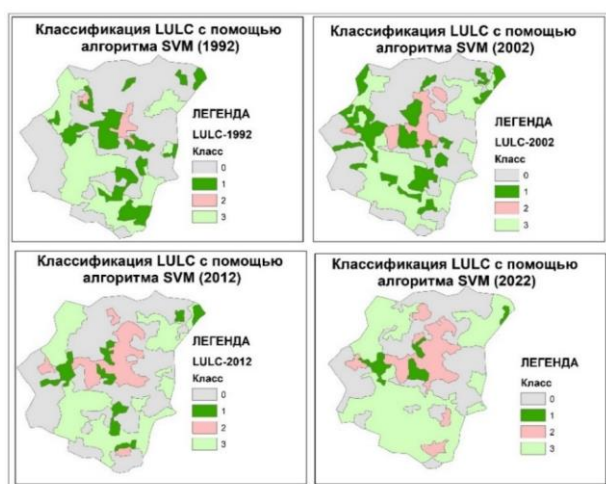 Классификация LULC с помощью
алгоритма SVM (1992)
ЛЕГЕНДА
LULC-1992
Класс
0
1
2
3
Классификация LULC с помощью
алгоритма SVM (2002)
ЛЕГЕНДА
LULC-2002
Класс
0
1
2
3
Классификация LULC с помощью
алгоритма SVM (2012)
ЛЕГЕНДА
LULC-2012
Класс
0
1
2
3
Классификация LULC с помощью
алгоритма SVM (2022)
ЛЕГЕНДА
Класс
0
1
2
3